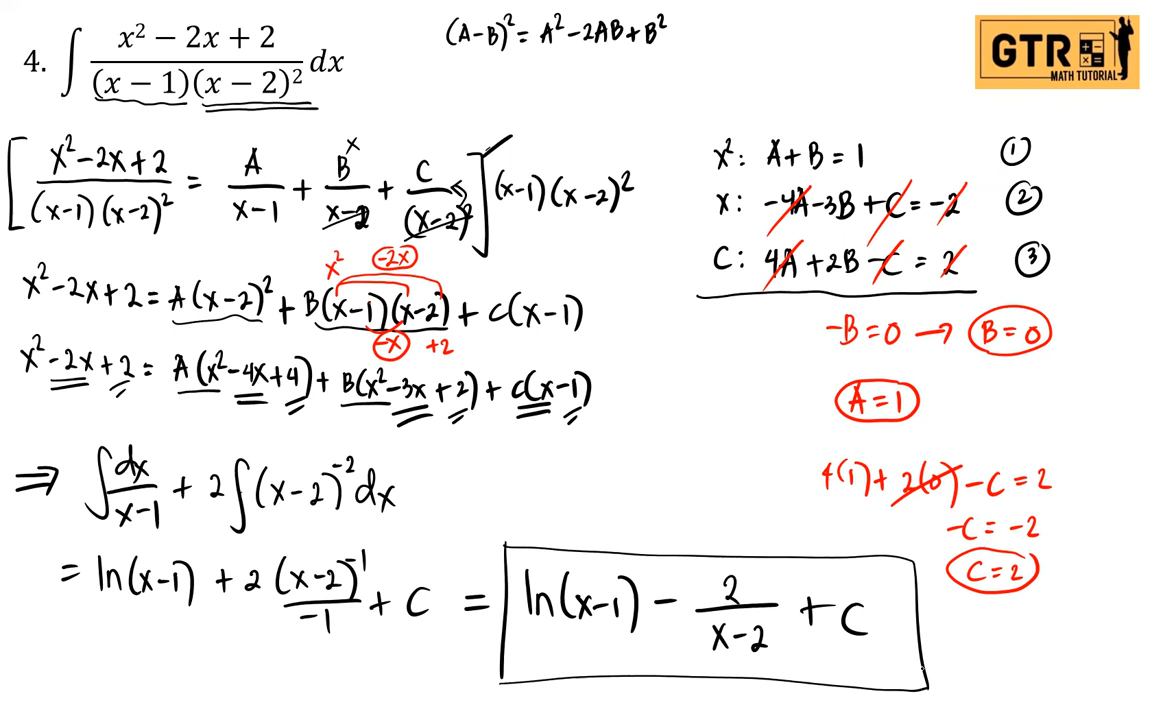 4. ∫ x² − 2x + 2 / (x − 1)(x − 2)² dx
(A−B)² = A² − 2AB + B²
GTR
MATH TUTORIAL
[ x²−2x+2 / (x−1)(x−2)² = A / x−1 + B / x−2 + C / (x−2)² ] (x−1)(x−2)²
x
x² -2x
x²−2x+2 = A(x−2)² + B(x−1)(x−2) + C(x−1)
-x +2
x²−2x+2 = A(x²−4x+4) + B(x²−3x+2) + C(x−1)
⇒ ∫ dx / x−1 + 2∫(x−2)⁻² dx
= ln(x−1) + 2 (x−2)⁻¹ / −1 + C = ln(x−1) − 2 / x−2 + C
x²: A+B=1 ①
x: −4A−3B+C=−2 ②
C: 4A+2B−C=2 ③
−B=0 → B=0
A=1
4(1)+2(0)−C=2
−C=−2
C=2